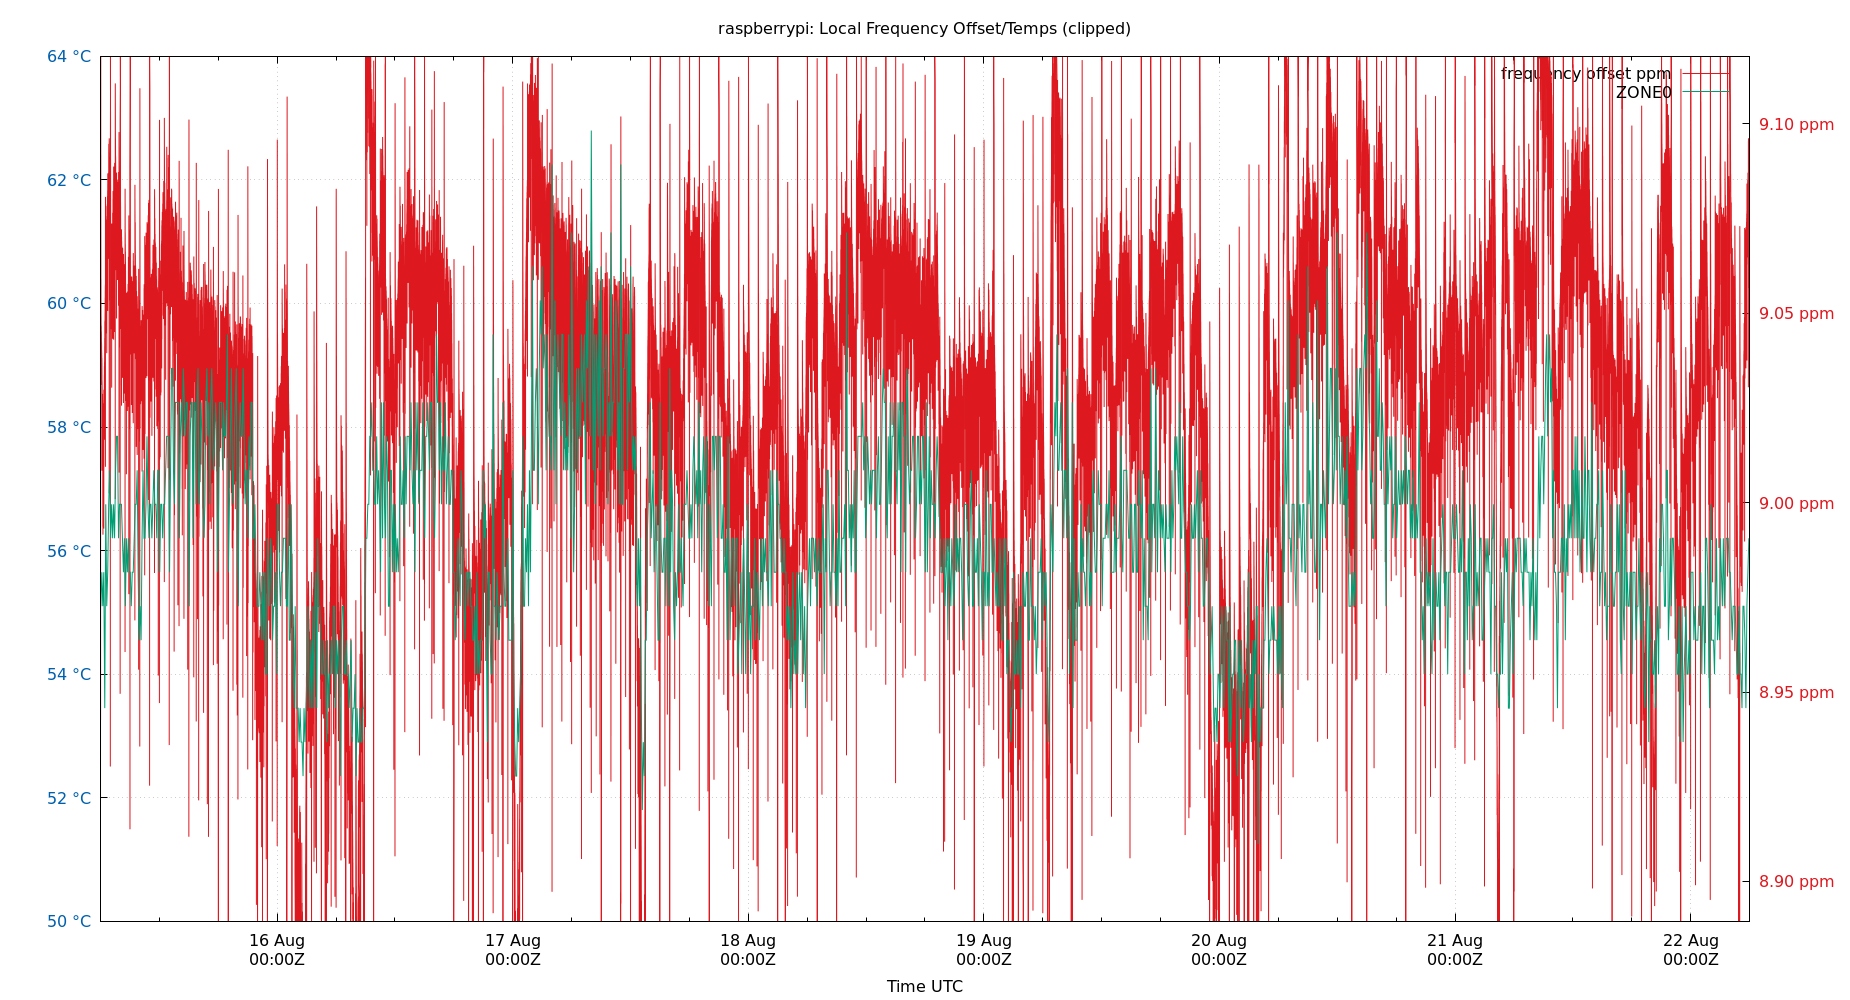 raspberrypi: Local Frequency Offset/Temps (clipped)
64 °C
62 °C
60 °C
58 °C
56 °C
54 °C
52 °C
50 °C
frequency offset ppm
ZONE0
9.10 ppm
9.05 ppm
9.00 ppm
8.95 ppm
8.90 ppm
16 Aug
00:00Z
17 Aug
00:00Z
18 Aug
00:00Z
19 Aug
00:00Z
20 Aug
00:00Z
21 Aug
00:00Z
22 Aug
00:00Z
Time UTC